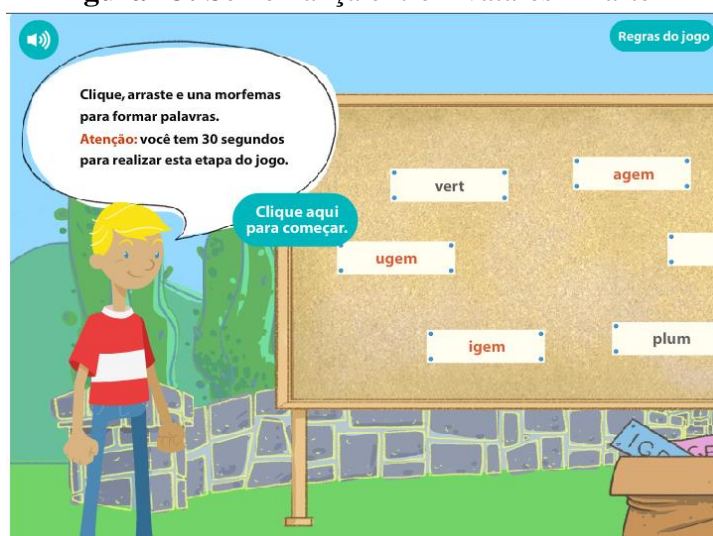 Regras do jogo
Clique, arraste e una morfemas
para formar palavras.
Atenção: você tem 30 segundos
para realizar esta etapa do jogo.
Clique aqui
para começar.
vert
agem
ugem
igem
plum